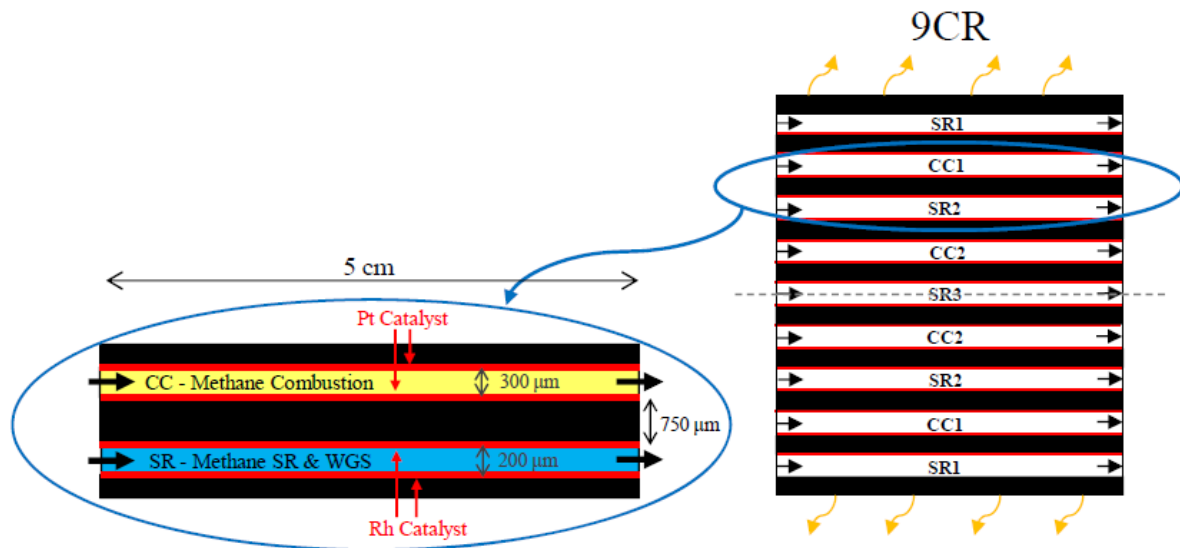 9CR
SR1
CC1
SR2
CC2
SR3
CC2
SR2
CC1
SR1
5 cm
Pt Catalyst
CC - Methane Combustion
300 μm
750 μm
SR - Methane SR & WGS
200 μm
Rh Catalyst